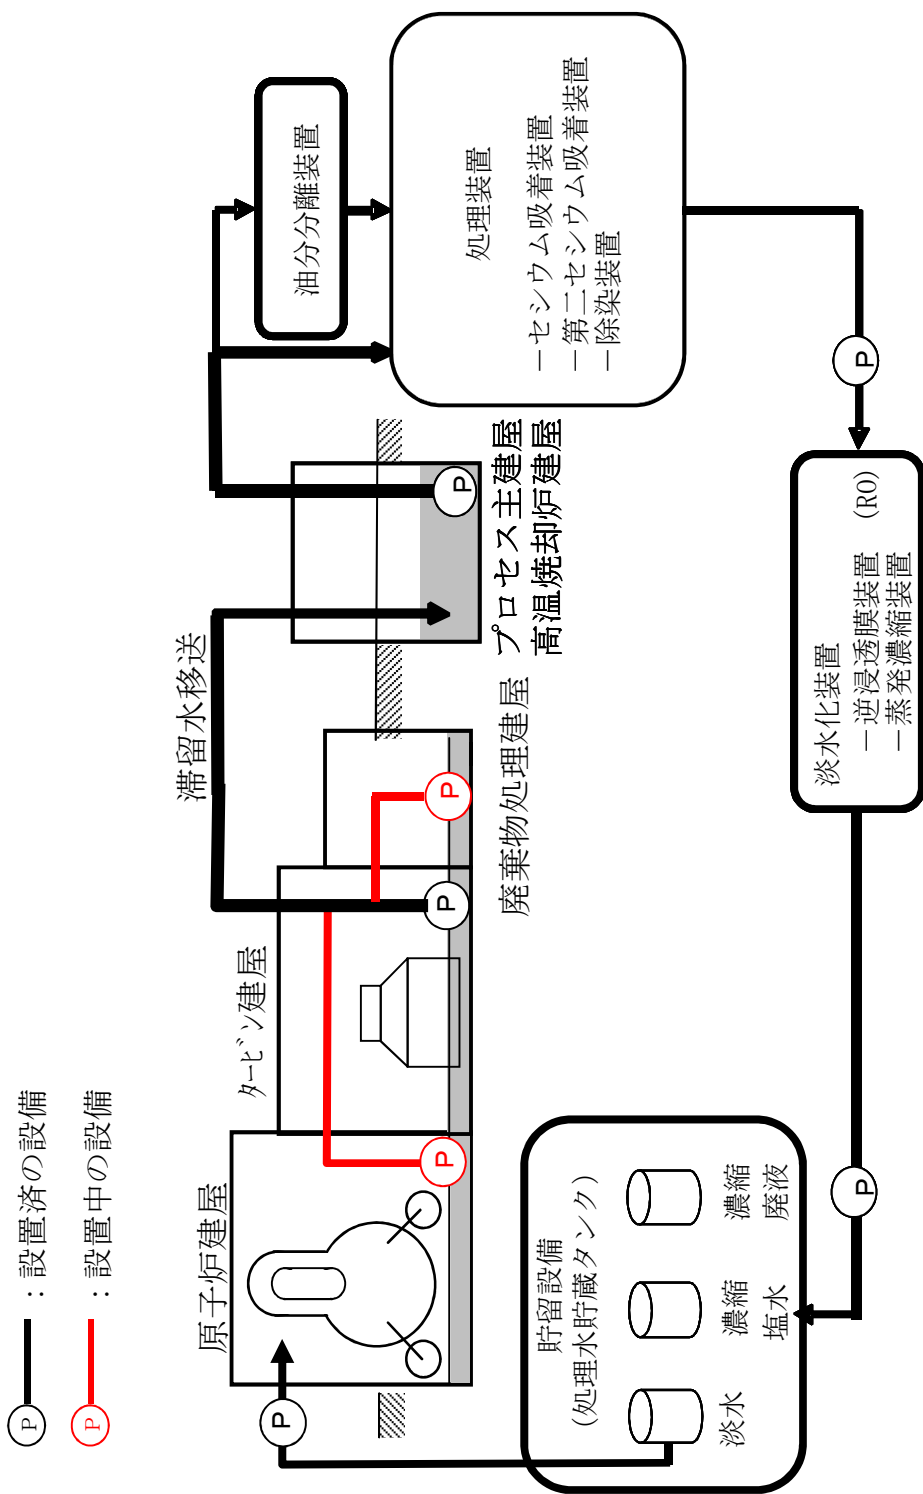 P
：設置済の設備
P
：設置中の設備
原子炉建屋
タービン建屋
滞留水移送
油分分離装置
処理装置
－セシウム吸着装置
－第二セシウム吸着装置
－除染装置
P
P
P
P
P
プロセス主建屋
高温焼却炉建屋
廃棄物処理建屋
貯留設備
(処理水貯蔵タンク)
淡水
濃縮
塩水
濃縮
廃液
P
淡水化装置
－逆浸透膜装置 (RO)
－蒸発濃縮装置
P